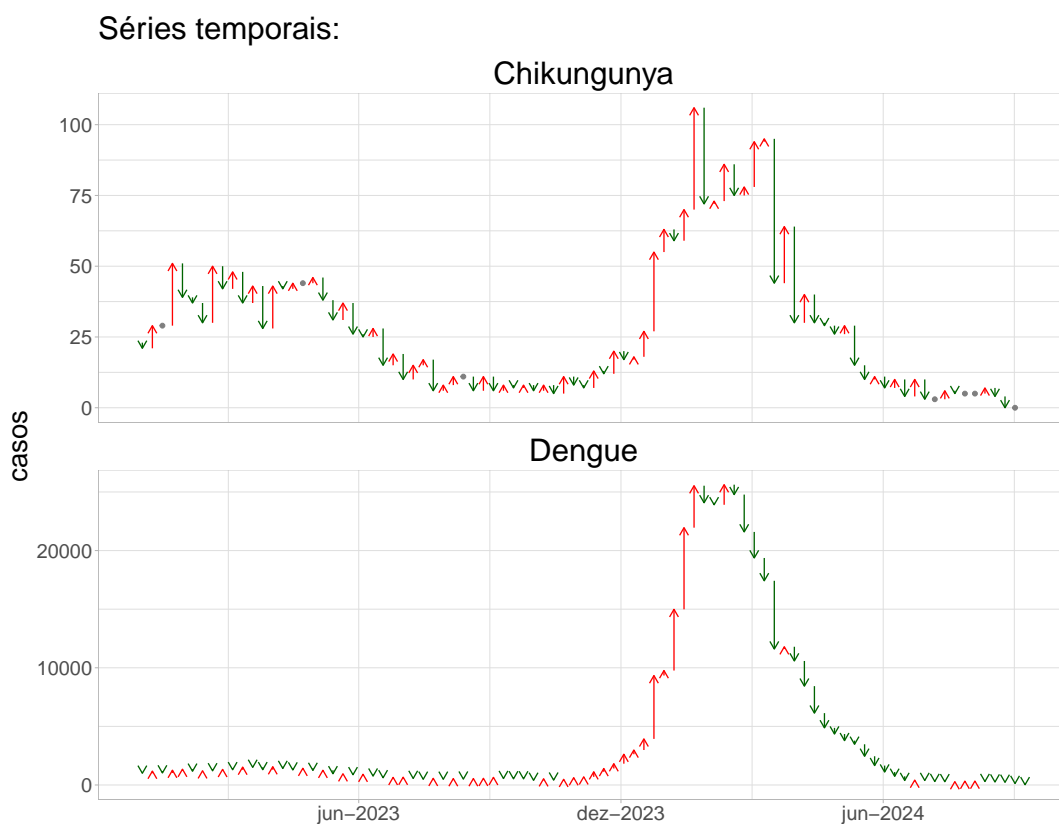 Séries temporais:
Chikungunya
100
75
50
25
0
casos
Dengue
20000
10000
0
jun−2023
dez−2023
jun−2024